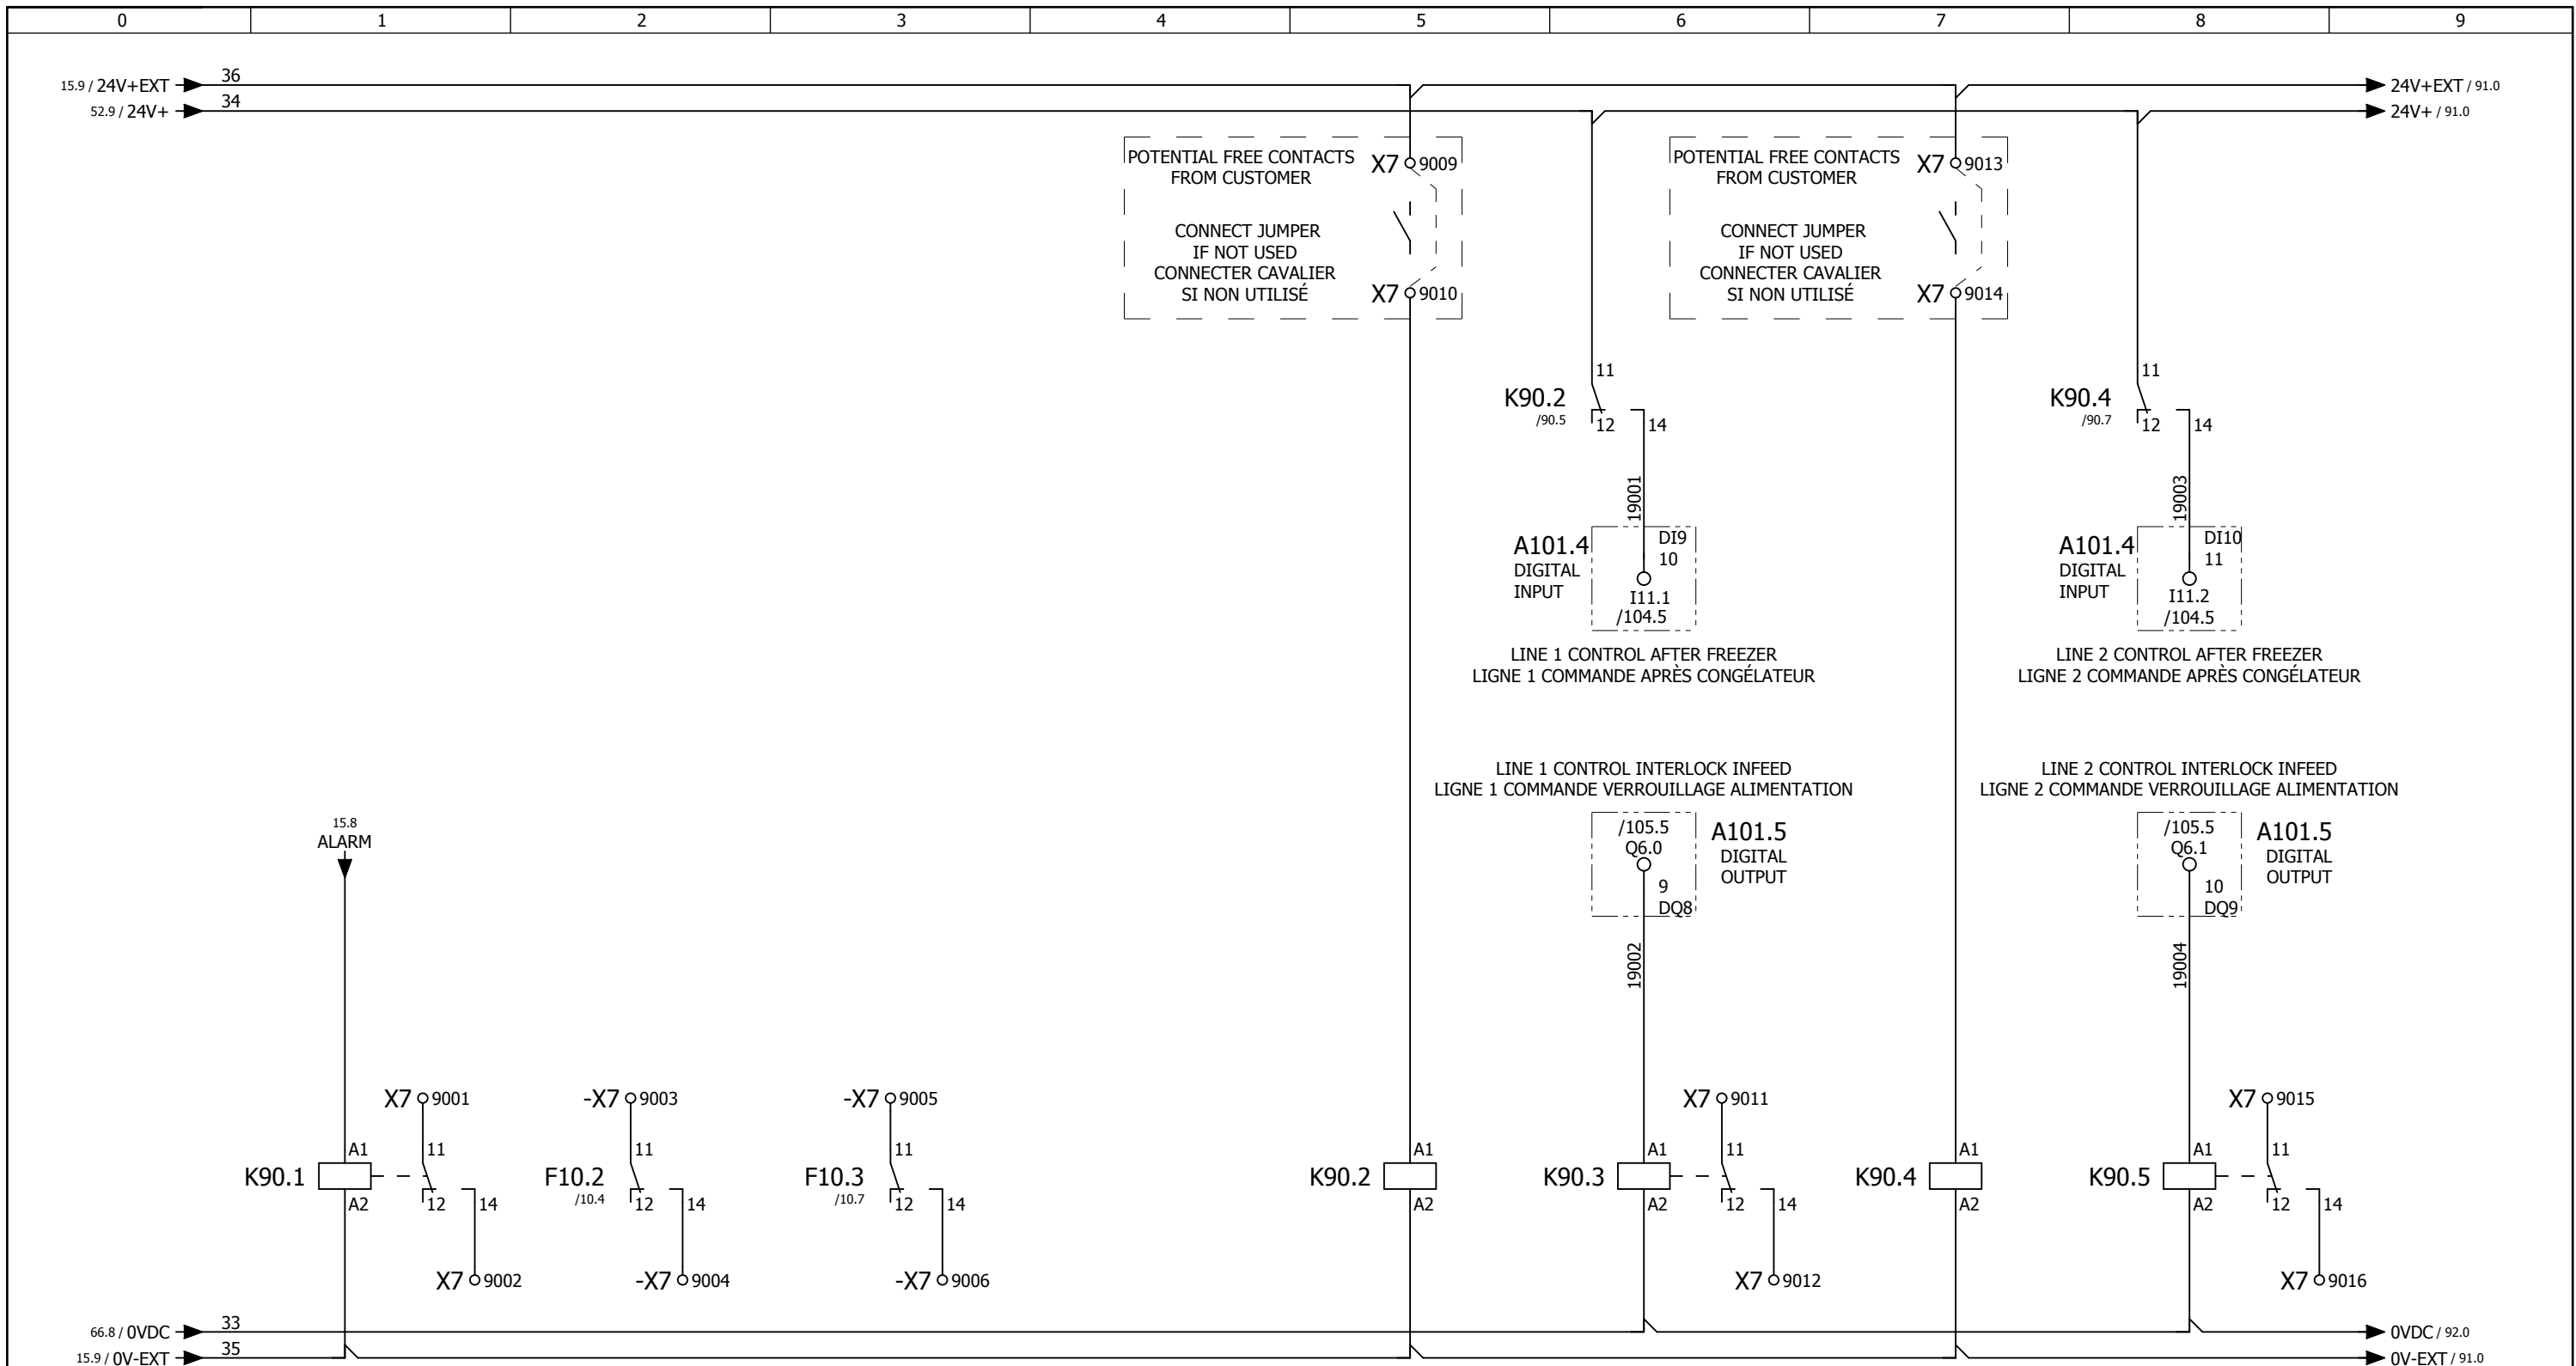 0 1 2 3 4 5 6 7 8 9
15.9 / 24V+EXT 36 24V+EXT / 91.0
52.9 / 24V+ 34 24V+ / 91.0
POTENTIAL FREE CONTACTS
FROM CUSTOMER
X7 9009
CONNECT JUMPER
IF NOT USED
CONNECTER CAVALIER
SI NON UTILISÉ
X7 9010
POTENTIAL FREE CONTACTS
FROM CUSTOMER
X7 9013
CONNECT JUMPER
IF NOT USED
CONNECTER CAVALIER
SI NON UTILISÉ
X7 9014
11
K90.2
/90.5
12 14
19001
A101.4
DIGITAL
INPUT
DI9
10
I11.1
/104.5
LINE 1 CONTROL AFTER FREEZER
LIGNE 1 COMMANDE APRÈS CONGÉLATEUR
11
K90.4
/90.7
12 14
19003
A101.4
DIGITAL
INPUT
DI10
11
I11.2
/104.5
LINE 2 CONTROL AFTER FREEZER
LIGNE 2 COMMANDE APRÈS CONGÉLATEUR
LINE 1 CONTROL INTERLOCK INFEED
LIGNE 1 COMMANDE VERROUILLAGE ALIMENTATION
/105.5
Q6.0
9
DQ8
A101.5
DIGITAL
OUTPUT
19002
LINE 2 CONTROL INTERLOCK INFEED
LIGNE 2 COMMANDE VERROUILLAGE ALIMENTATION
/105.5
Q6.1
10
DQ9
A101.5
DIGITAL
OUTPUT
19004
15.8
ALARM
X7 9001
A1 11
K90.1
A2 12 14
X7 9002
-X7 9003
11
F10.2
/10.4
12 14
-X7 9004
-X7 9005
11
F10.3
/10.7
12 14
-X7 9006
A1
K90.2
A2
X7 9011
A1 11
K90.3
A2 12 14
X7 9012
A1
K90.4
A2
X7 9015
A1 11
K90.5
A2 12 14
X7 9016
66.8 / 0VDC 33 0VDC / 92.0
15.9 / 0V-EXT 35 0V-EXT / 91.0